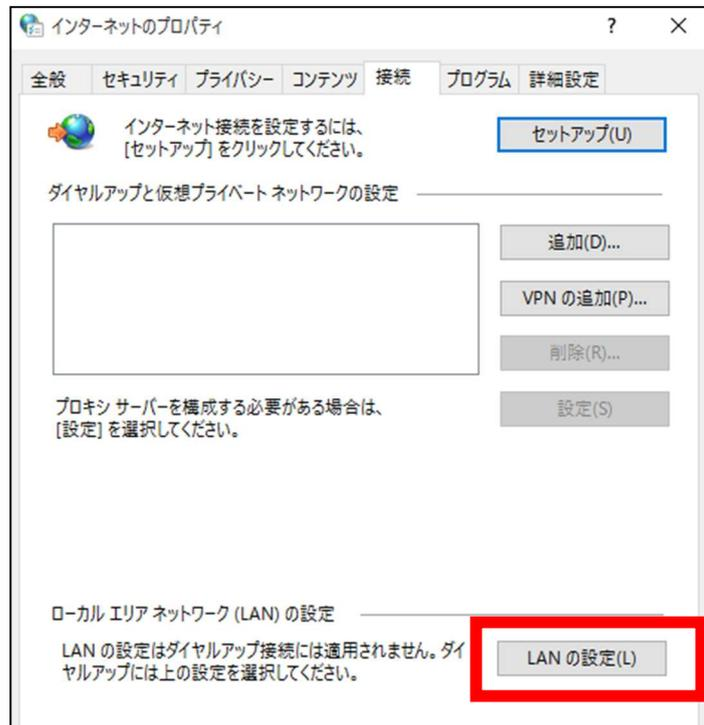 インターネットのプロパティ
? ×
全般 セキュリティ プライバシー コンテンツ 接続 プログラム 詳細設定
インターネット接続を設定するには、
[セットアップ] をクリックしてください。
セットアップ(U)
ダイヤルアップと仮想プライベート ネットワークの設定
追加(D)...
VPN の追加(P)...
削除(R)...
プロキシ サーバーを構成する必要がある場合は、
[設定] を選択してください。
設定(S)
ローカル エリア ネットワーク (LAN) の設定
LAN の設定はダイヤルアップ接続には適用されません。ダイ
ヤルアップには上の設定を選択してください。
LAN の設定(L)